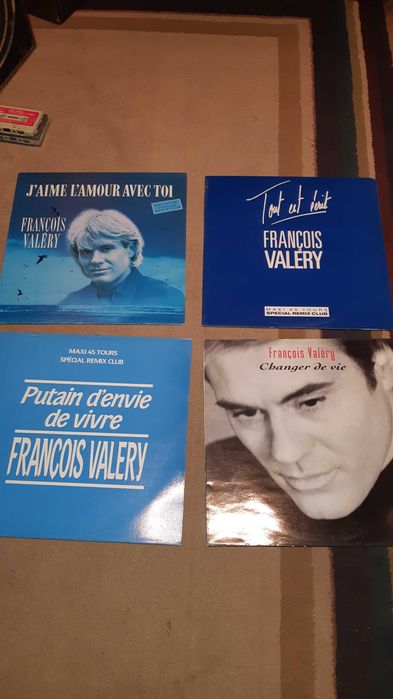 J'AIME L'AMOUR AVEC TOI
FRANÇOIS
VALÉRY
Tout est écrit
FRANÇOIS
VALÉRY
MAXI 45 TOURS
SPECIAL REMIX CLUB
MAXI 45 TOURS
SPÉCIAL REMIX CLUB
Putain d'envie
de vivre
FRANÇOIS VALERY
François Valéry
Changer de vie